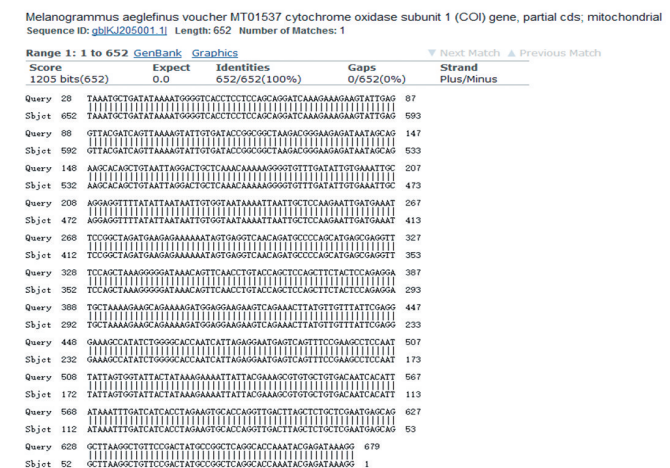 Melanogrammus aeglefinus voucher MT01537 cytochrome oxidase subunit 1 (COI) gene, partial cds; mitochondrial
Sequence ID: gb|KJ205001.1| Length: 652 Number of Matches: 1
Range 1: 1 to 652 GenBank Graphics ▼ Next Match ▲ Previous Match
Score Expect Identities Gaps Strand
1205 bits(652) 0.0 652/652(100%) 0/652(0%) Plus/Minus
Query 28 TAAATGCTGATATAAAATGGGGTCACCTCCTCCAGCAGGATCAAAGAAAGAAGTATTGAG 87
Sbjct 652 TAAATGCTGATATAAAATGGGGTCACCTCCTCCAGCAGGATCAAAGAAAGAAGTATTGAG 593
Query 88 GTTACGATCAGTTAAAAGTATTGTGATACCGGCGGCTAAGACGGGAAGAGATAATAGCAG 147
Sbjct 592 GTTACGATCAGTTAAAAGTATTGTGATACCGGCGGCTAAGACGGGAAGAGATAATAGCAG 533
Query 148 AAGCACAGCTGTAATTAGGACTGCTCAAACAAAAAGGGGTGTTTGATATTGTGAAATTGC 207
Sbjct 532 AAGCACAGCTGTAATTAGGACTGCTCAAACAAAAAGGGGTGTTTGATATTGTGAAATTGC 473
Query 208 AGGAGGTTTTATATTAATAATTGTGGTAATAAAATTAATTGCTCCAAGAATTGATGAAAT 267
Sbjct 472 AGGAGGTTTTATATTAATAATTGTGGTAATAAAATTAATTGCTCCAAGAATTGATGAAAT 413
Query 268 TCCGGCTAGATGAAGAGAAAAAATAGTGAGGTCAACAGATGCCCCAGCATGAGCGAGGTT 327
Sbjct 412 TCCGGCTAGATGAAGAGAAAAAATAGTGAGGTCAACAGATGCCCCAGCATGAGCGAGGTT 353
Query 328 TCCAGCTAAAGGGGGATAAACAGTTCAACCTGTACCAGCTCCAGCTTCTACTCCAGAGGA 387
Sbjct 352 TCCAGCTAAAGGGGGATAAACAGTTCAACCTGTACCAGCTCCAGCTTCTACTCCAGAGGA 293
Query 388 TGCTAAAAGAAGCAGAAAAGATGGAGGAAGAAGTCAGAAACTTATGTTGTTTATTCGAGG 447
Sbjct 292 TGCTAAAAGAAGCAGAAAAGATGGAGGAAGAAGTCAGAAACTTATGTTGTTTATTCGAGG 233
Query 448 GAAAGCCATATCTGGGGCACCAATCATTAGAGGAATGAGTCAGTTTCCGAAGCCTCCAAT 507
Sbjct 232 GAAAGCCATATCTGGGGCACCAATCATTAGAGGAATGAGTCAGTTTCCGAAGCCTCCAAT 173
Query 508 TATTAGTGGTATTACTATAAAGAAAATTATTACGAAAGCGTGTGCTGTGACAATCACATT 567
Sbjct 172 TATTAGTGGTATTACTATAAAGAAAATTATTACGAAAGCGTGTGCTGTGACAATCACATT 113
Query 568 ATAAATTTGATCATCACCTAGAAGTGCACCAGGTTGACTTAGCTCTGCTCGAATGAGCAG 627
Sbjct 112 ATAAATTTGATCATCACCTAGAAGTGCACCAGGTTGACTTAGCTCTGCTCGAATGAGCAG 53
Query 628 GCTTAAGGCTGTTCCGACTATGCCGGCTCAGGCACCAAATACGAGATAAAGG 679
Sbjct 52 GCTTAAGGCTGTTCCGACTATGCCGGCTCAGGCACCAAATACGAGATAAAGG 1